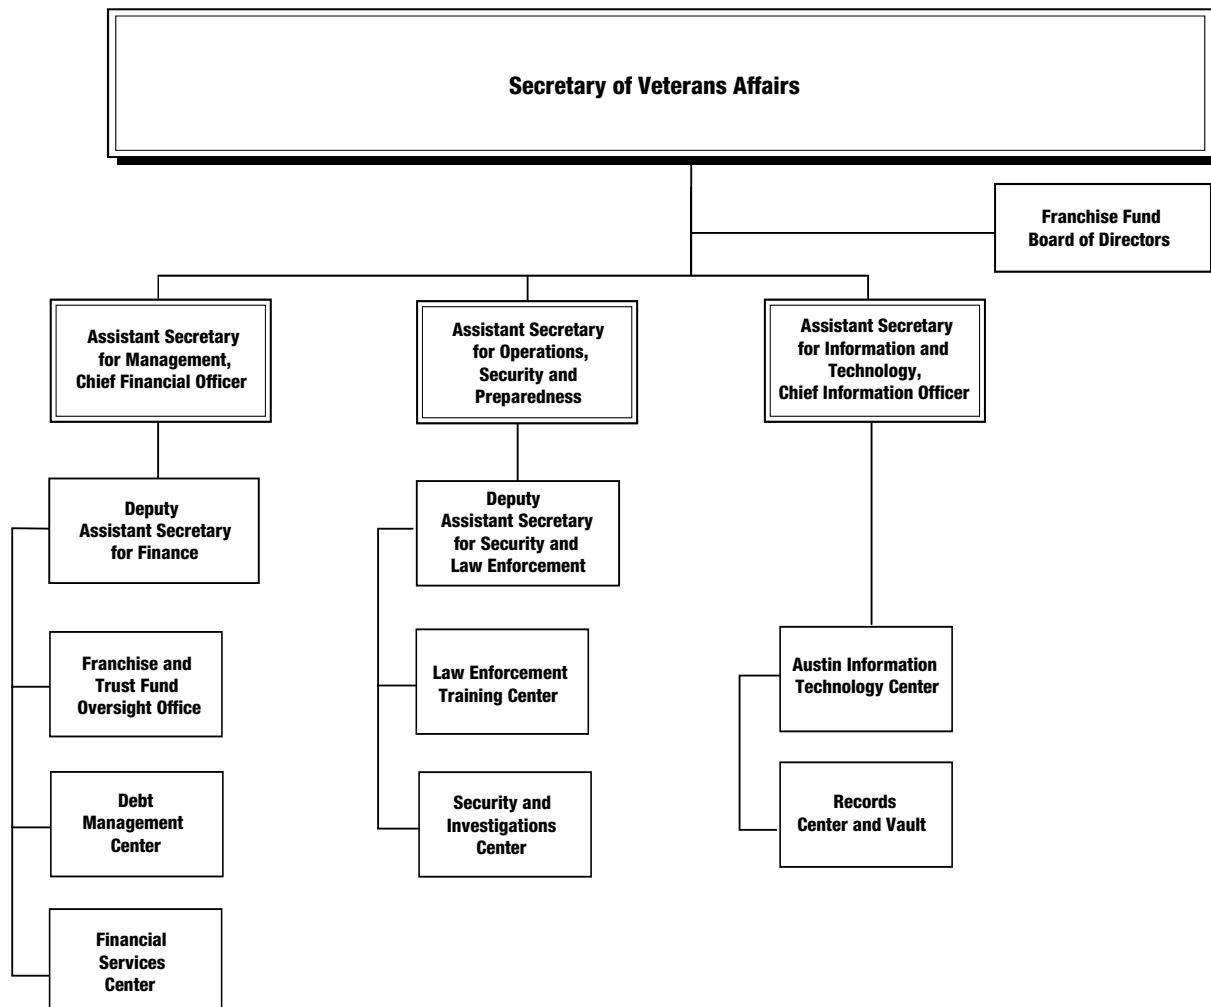 Secretary of Veterans Affairs
Franchise Fund
Board of Directors
Assistant Secretary
for Management,
Chief Financial Officer
Assistant Secretary
for Operations,
Security and
Preparedness
Assistant Secretary
for Information and
Technology,
Chief Information Officer
Deputy
Assistant Secretary
for Finance
Deputy
Assistant Secretary
for Security and
Law Enforcement
Franchise and
Trust Fund
Oversight Office
Law Enforcement
Training Center
Austin Information
Technology Center
Debt
Management
Center
Security and
Investigations
Center
Records
Center and Vault
Financial
Services
Center